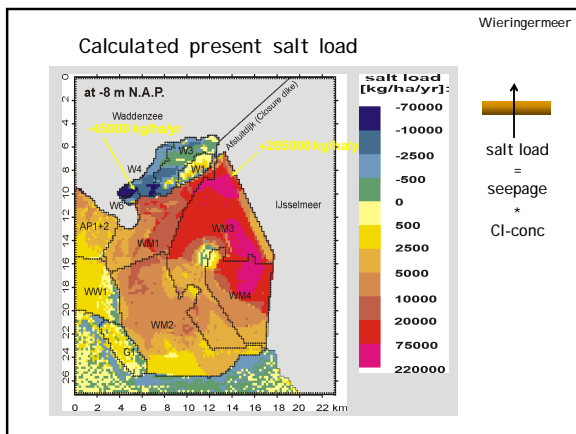 Wieringermeer
Calculated present salt load
at -8 m N.A.P.
Waddenzee
-45000 kg/ha/yr
Afsluitdijk (Closure dike)
+205000 kg/ha/yr
IJsselmeer
W3
W4
W1
W6
AP1+2
WM1
WM3
WW1
WM4
WM2
G1
0
2
4
6
8
10
12
14
16
18
20
22
24
26
0 2 4 6 8 10 12 14 16 18 20 22 km
salt load
[kg/ha/yr]:
-70000
-10000
-2500
-500
0
500
2500
5000
10000
20000
75000
220000
salt load
=
seepage
*
Cl-conc